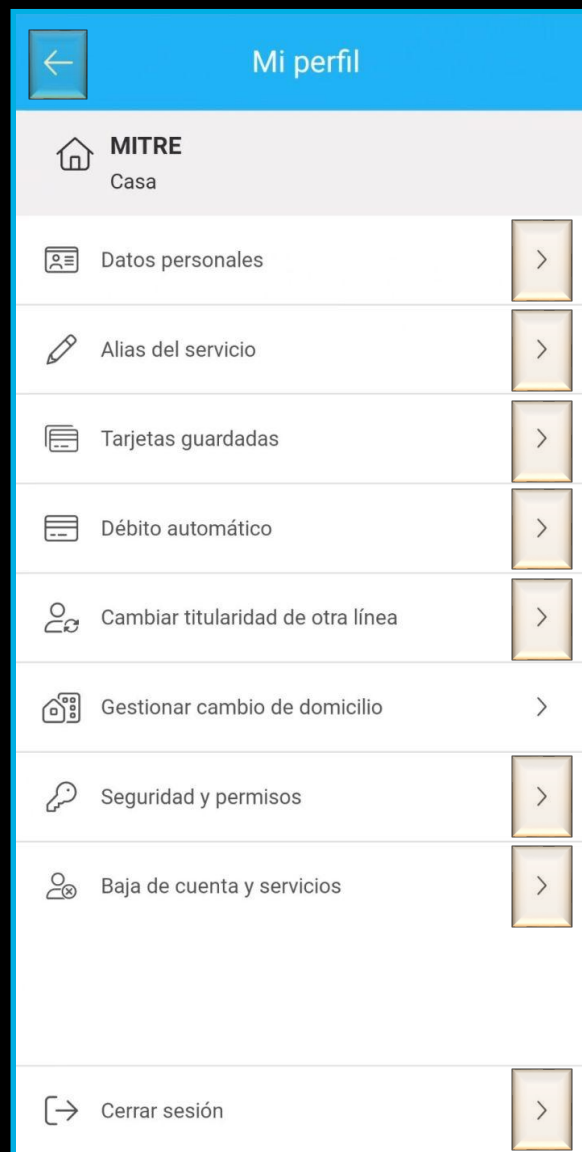 Mi perfil
MITRE
Casa
Datos personales
Alias del servicio
Tarjetas guardadas
Débito automático
Cambiar titularidad de otra línea
Gestionar cambio de domicilio
Seguridad y permisos
Baja de cuenta y servicios
Cerrar sesión